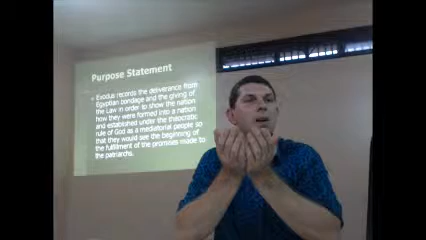 Purpose Statement
Exodus records the deliverance from
Egyptian bondage and the giving of
the Law in order to show the nation
how they were formed into a nation
and established under the theocratic
rule of God as a mediatorial people so
that they would see the beginning of
the fulfillment of the promises made to
the patriarchs.